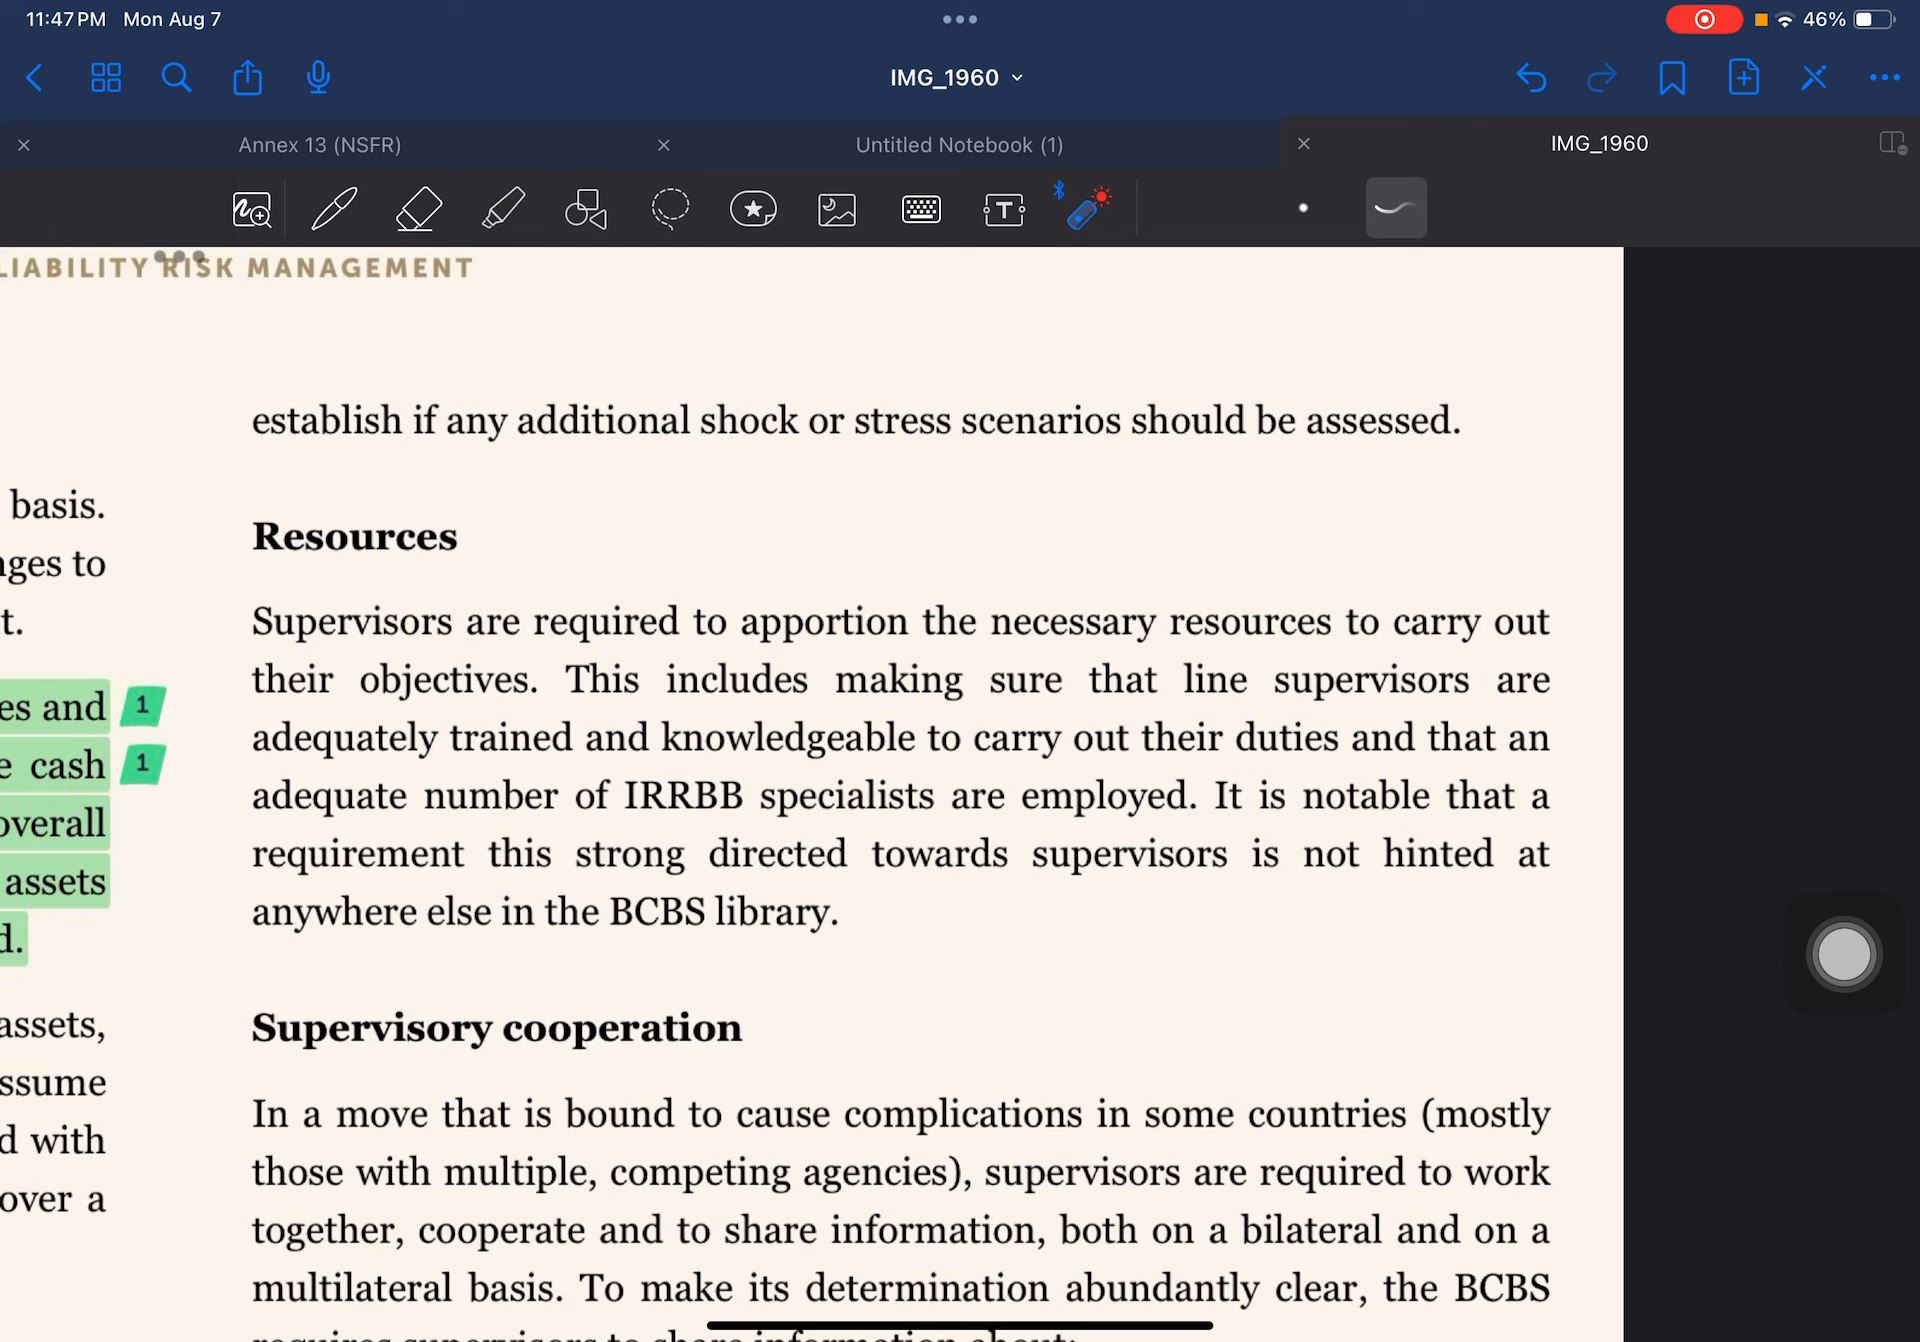 11:47 PM Mon Aug 7
46%
IMG_1960
Annex 13 (NSFR)
Untitled Notebook (1)
IMG_1960
LIABILITY RISK MANAGEMENT
basis.
to
t.
es and 1
e cash 1
overall
assets
d.
assets,
d with
over a
establish if any additional shock or stress scenarios should be assessed.
Resources
Supervisors are required to apportion the necessary resources to carry out
their objectives. This includes making sure that line supervisors are
adequately trained and knowledgeable to carry out their duties and that an
adequate number of IRRBB specialists are employed. It is notable that a
requirement this strong directed towards supervisors is not hinted at
anywhere else in the BCBS library.
Supervisory cooperation
In a move that is bound to cause complications in some countries (mostly
those with multiple, competing agencies), supervisors are required to work
together, cooperate and to share information, both on a bilateral and on a
multilateral basis. To make its determination abundantly clear, the BCBS
requires supervisors to share information about: